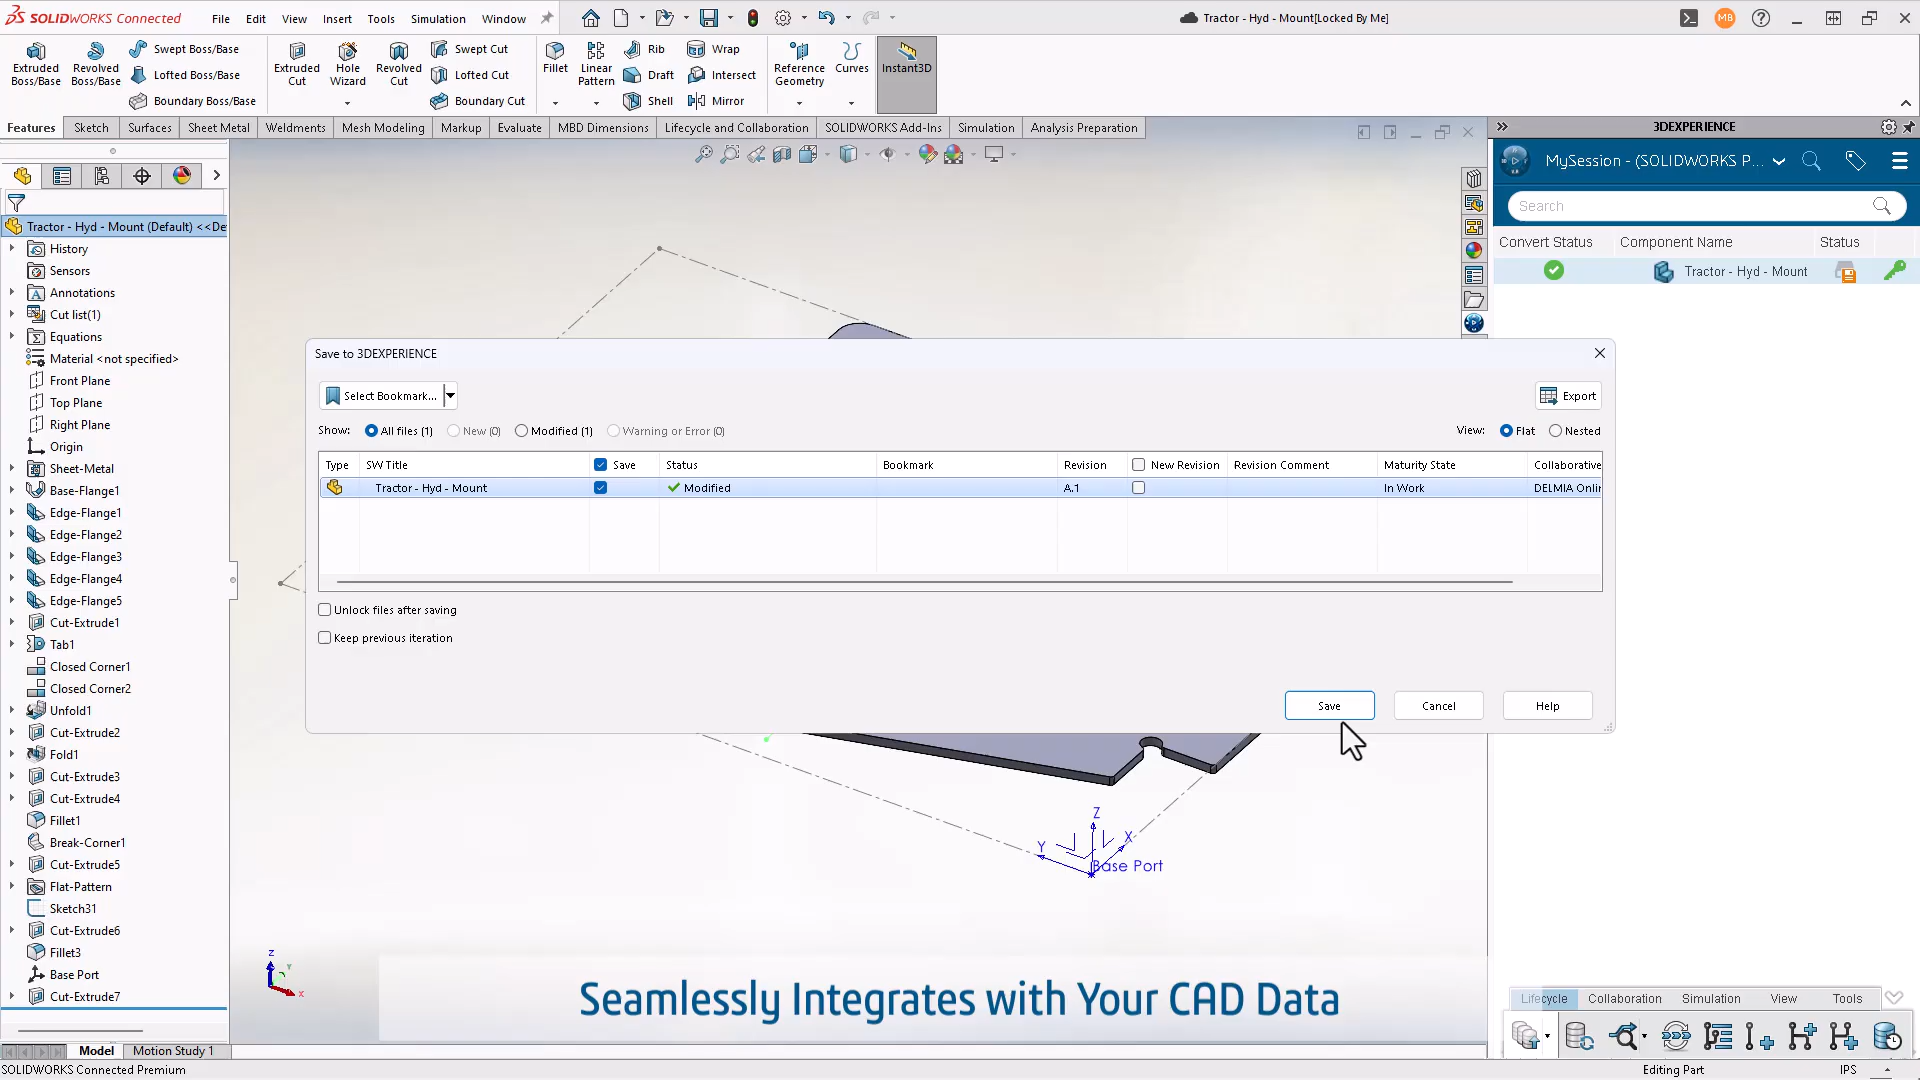 SOLIDWORKS Connected File Edit View Insert Tools Simulation Window Tractor - Hyd - Mount[Locked By Me] MB
Extruded Boss/Base
Revolved Boss/Base
Swept Boss/Base
Lofted Boss/Base
Boundary Boss/Base
Extruded Cut
Hole Wizard
Revolved Cut
Swept Cut
Lofted Cut
Boundary Cut
Fillet
Linear Pattern
Rib
Draft
Shell
Wrap
Intersect
Mirror
Reference Geometry
Curves
Instant3D
Features Sketch Surfaces Sheet Metal Weldments Mesh Modeling Markup Evaluate MBD Dimensions Lifecycle and Collaboration SOLIDWORKS Add-Ins Simulation Analysis Preparation
Tractor - Hyd - Mount (Default) <<De
History
Sensors
Annotations
Cut list(1)
Equations
Material <not specified>
Front Plane
Top Plane
Right Plane
Origin
Sheet-Metal
Base-Flange1
Edge-Flange1
Edge-Flange2
Edge-Flange3
Edge-Flange4
Edge-Flange5
Cut-Extrude1
Tab1
Closed Corner1
Closed Corner2
Unfold1
Cut-Extrude2
Fold1
Cut-Extrude3
Cut-Extrude4
Fillet1
Break-Corner1
Cut-Extrude5
Flat-Pattern
Sketch31
Cut-Extrude6
Fillet3
Base Port
Cut-Extrude7
Model Motion Study 1
SOLIDWORKS Connected Premium
Save to 3DEXPERIENCE
Select Bookmark... Export
Show: All files (1) New (0) Modified (1) Warning or Error (0) View: Flat Nested
Type SW Title Save Status Bookmark Revision New Revision Revision Comment Maturity State Collaborative
Tractor - Hyd - Mount Modified A.1 In Work DELMIA Onlin
Unlock files after saving
Keep previous iteration
Save Cancel Help
Z
Y X
Base Port
Z
Y
X
Seamlessly Integrates with Your CAD Data
3DEXPERIENCE
MySession - (SOLIDWORKS P...
Search
Convert Status Component Name Status
Tractor - Hyd - Mount
Lifecycle Collaboration Simulation View Tools
Editing Part IPS